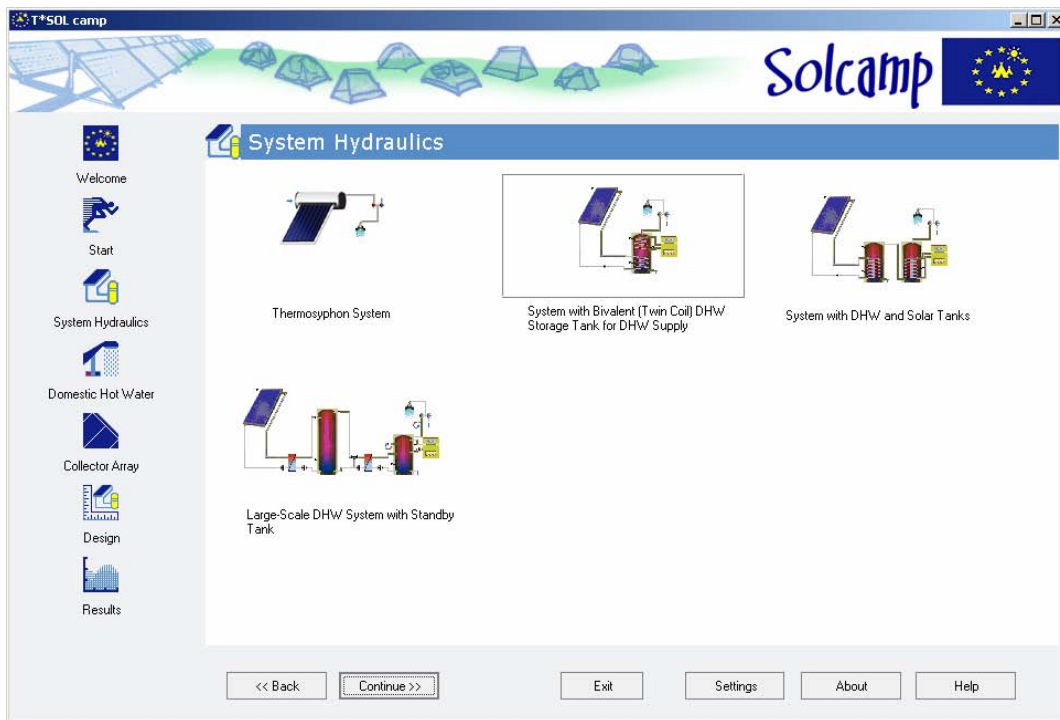 T*SOL camp
Solcamp
Welcome
Start
System Hydraulics
Domestic Hot Water
Collector Array
Design
Results
System Hydraulics
Thermosyphon System
System with Bivalent (Twin Coil) DHW
Storage Tank for DHW Supply
System with DHW and Solar Tanks
Large-Scale DHW System with Standby
Tank
<< Back
Continue >>
Exit
Settings
About
Help